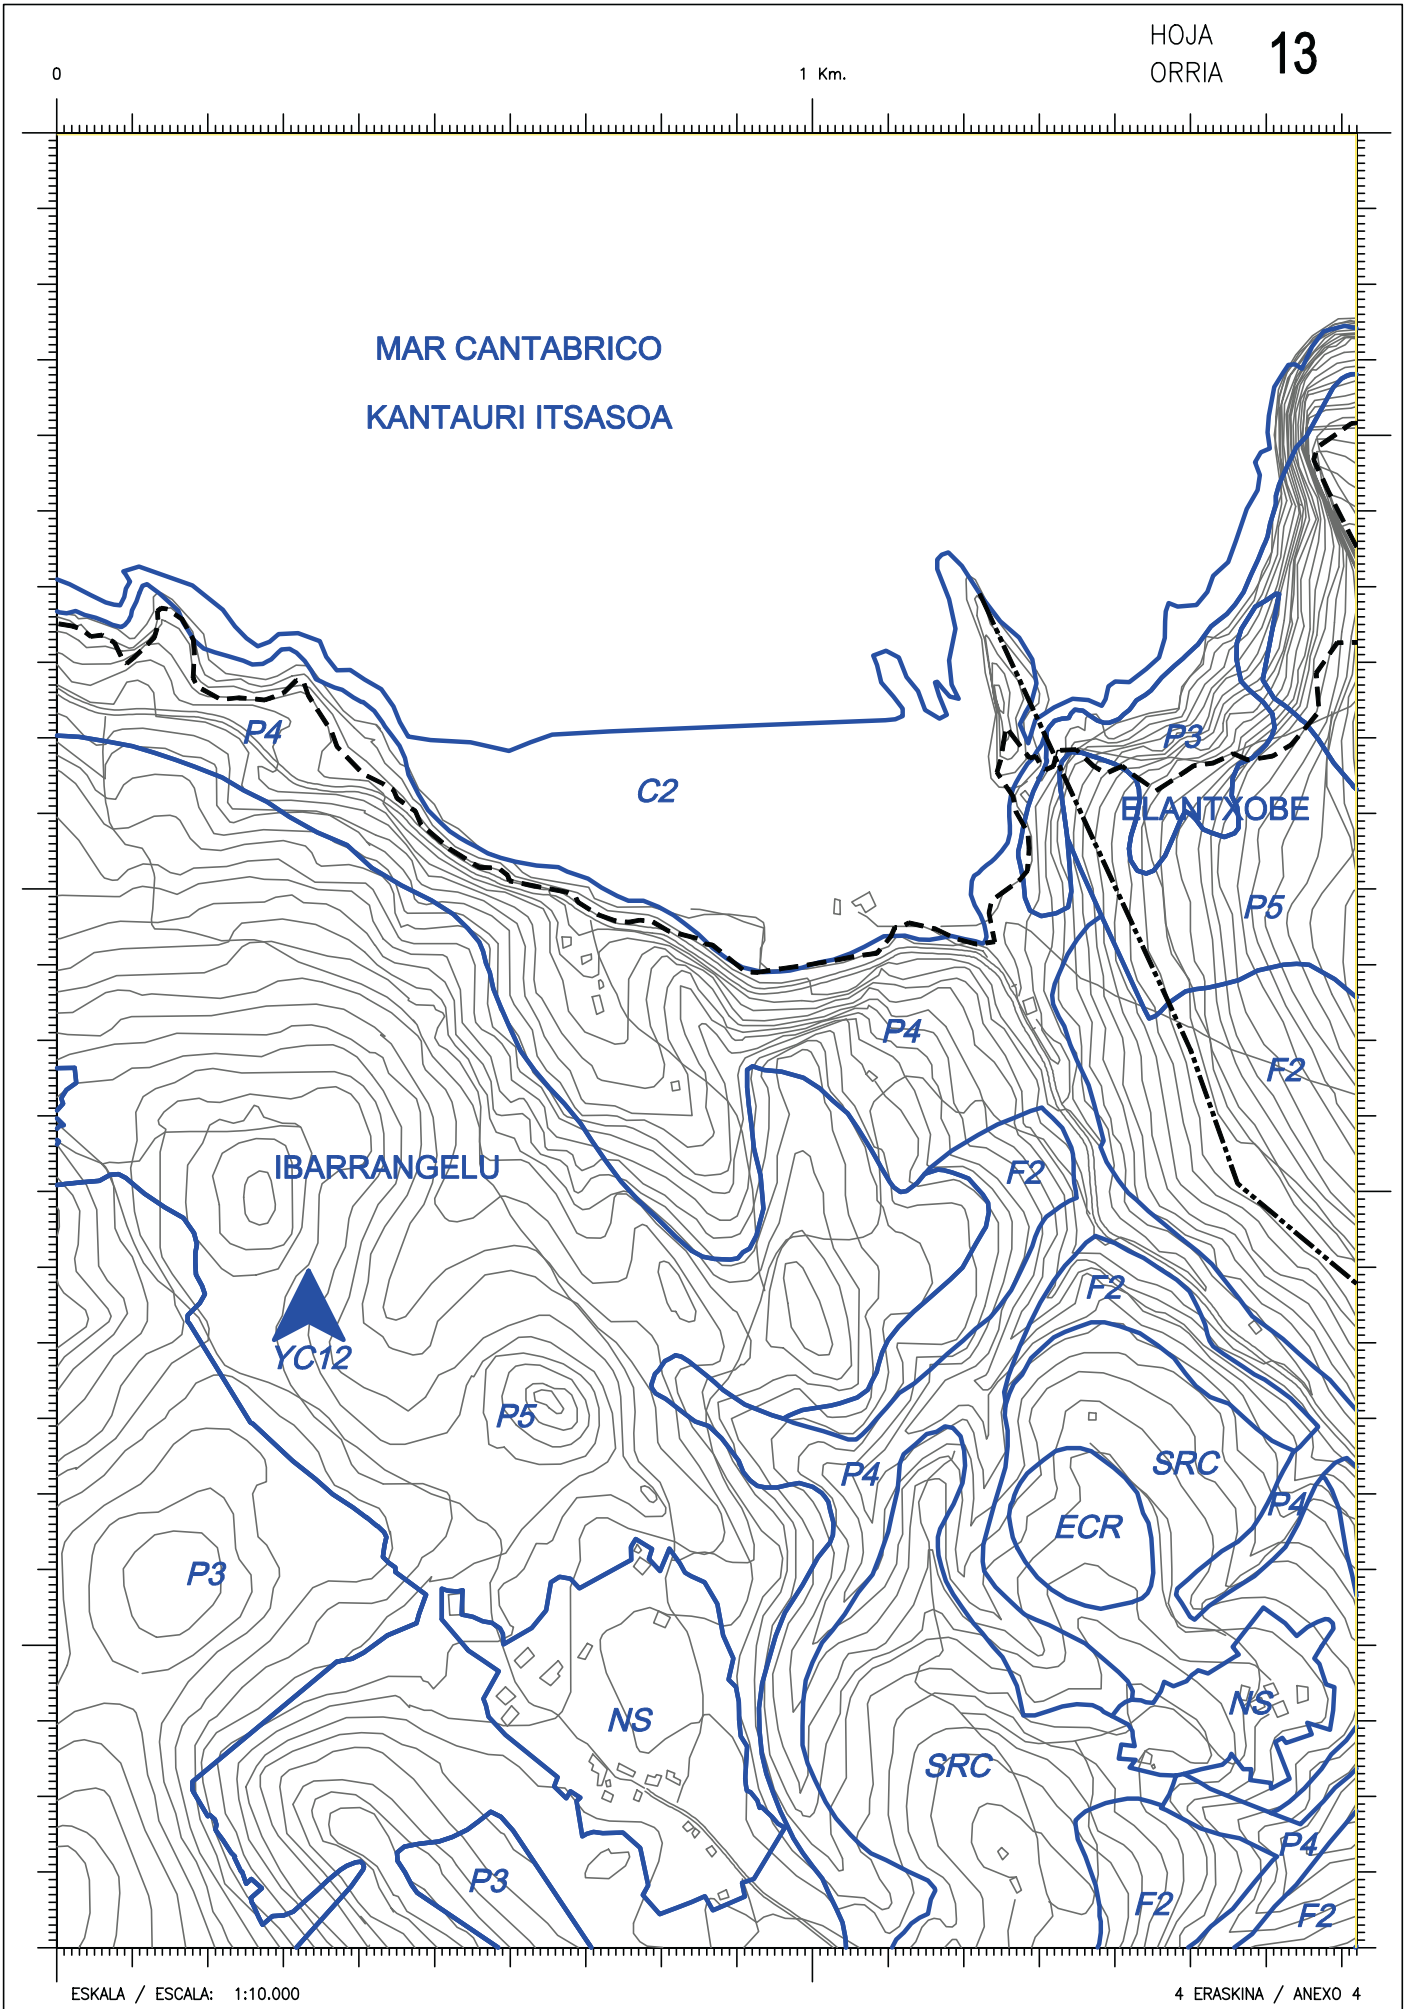 HOJA
ORRIA
13
0
1 Km.
MAR CANTABRICO
KANTAURI ITSASOA
P4
P3
C2
ELANTXOBE
P5
P4
F2
IBARRANGELU
F2
F2
YC12
P5
SRC
P4
P4
ECR
P3
NS
NS
SRC
P4
P3
F2
F2
ESKALA / ESCALA: 1:10.000
4 ERASKINA / ANEXO 4